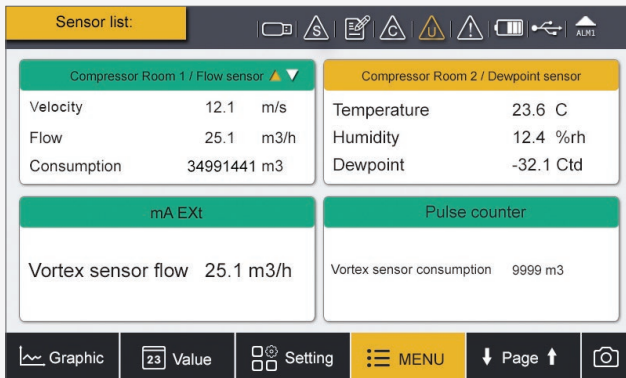 Sensor list:
S C U ALM1
Compressor Room 1 / Flow sensor
Velocity 12.1 m/s
Flow 25.1 m3/h
Consumption 34991441 m3
Compressor Room 2 / Dewpoint sensor
Temperature 23.6 C
Humidity 12.4 %rh
Dewpoint -32.1 Ctd
mA EXt
Vortex sensor flow 25.1 m3/h
Pulse counter
Vortex sensor consumption 9999 m3
Graphic 23 Value Setting MENU Page